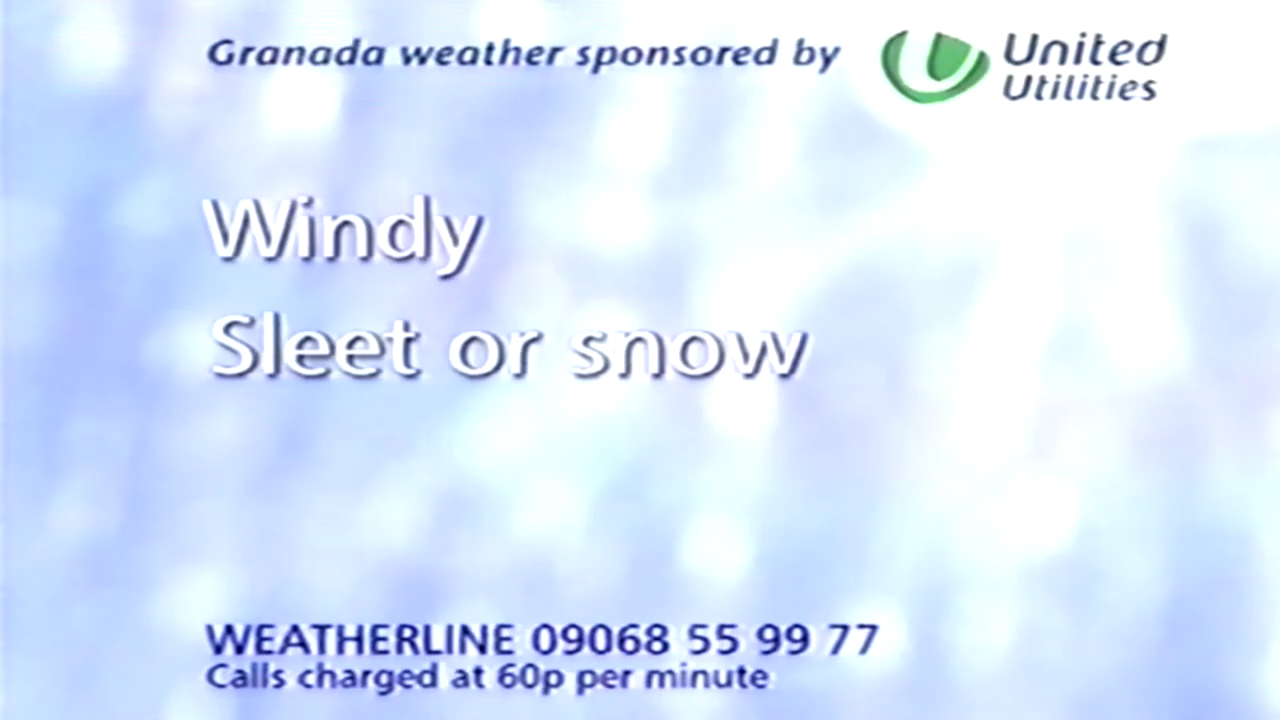 Granada weather sponsored by
United
Utilities
Windy
Sleet or snow
WEATHERLINE 09068 55 99 77
Calls charged at 60p per minute